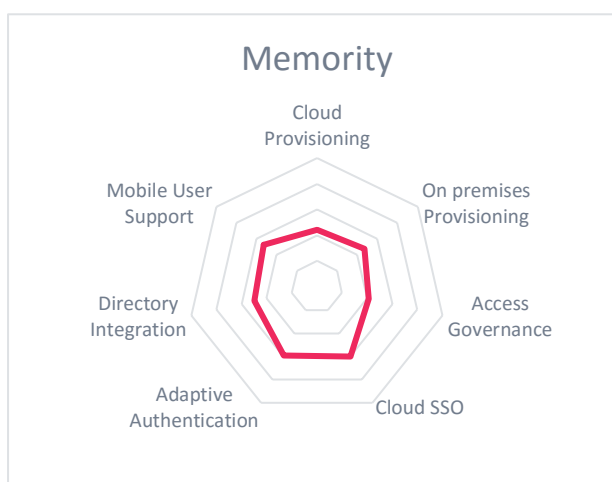 Memority
Cloud
Provisioning
On premises
Provisioning
Access
Governance
Cloud SSO
Adaptive
Authentication
Directory
Integration
Mobile User
Support